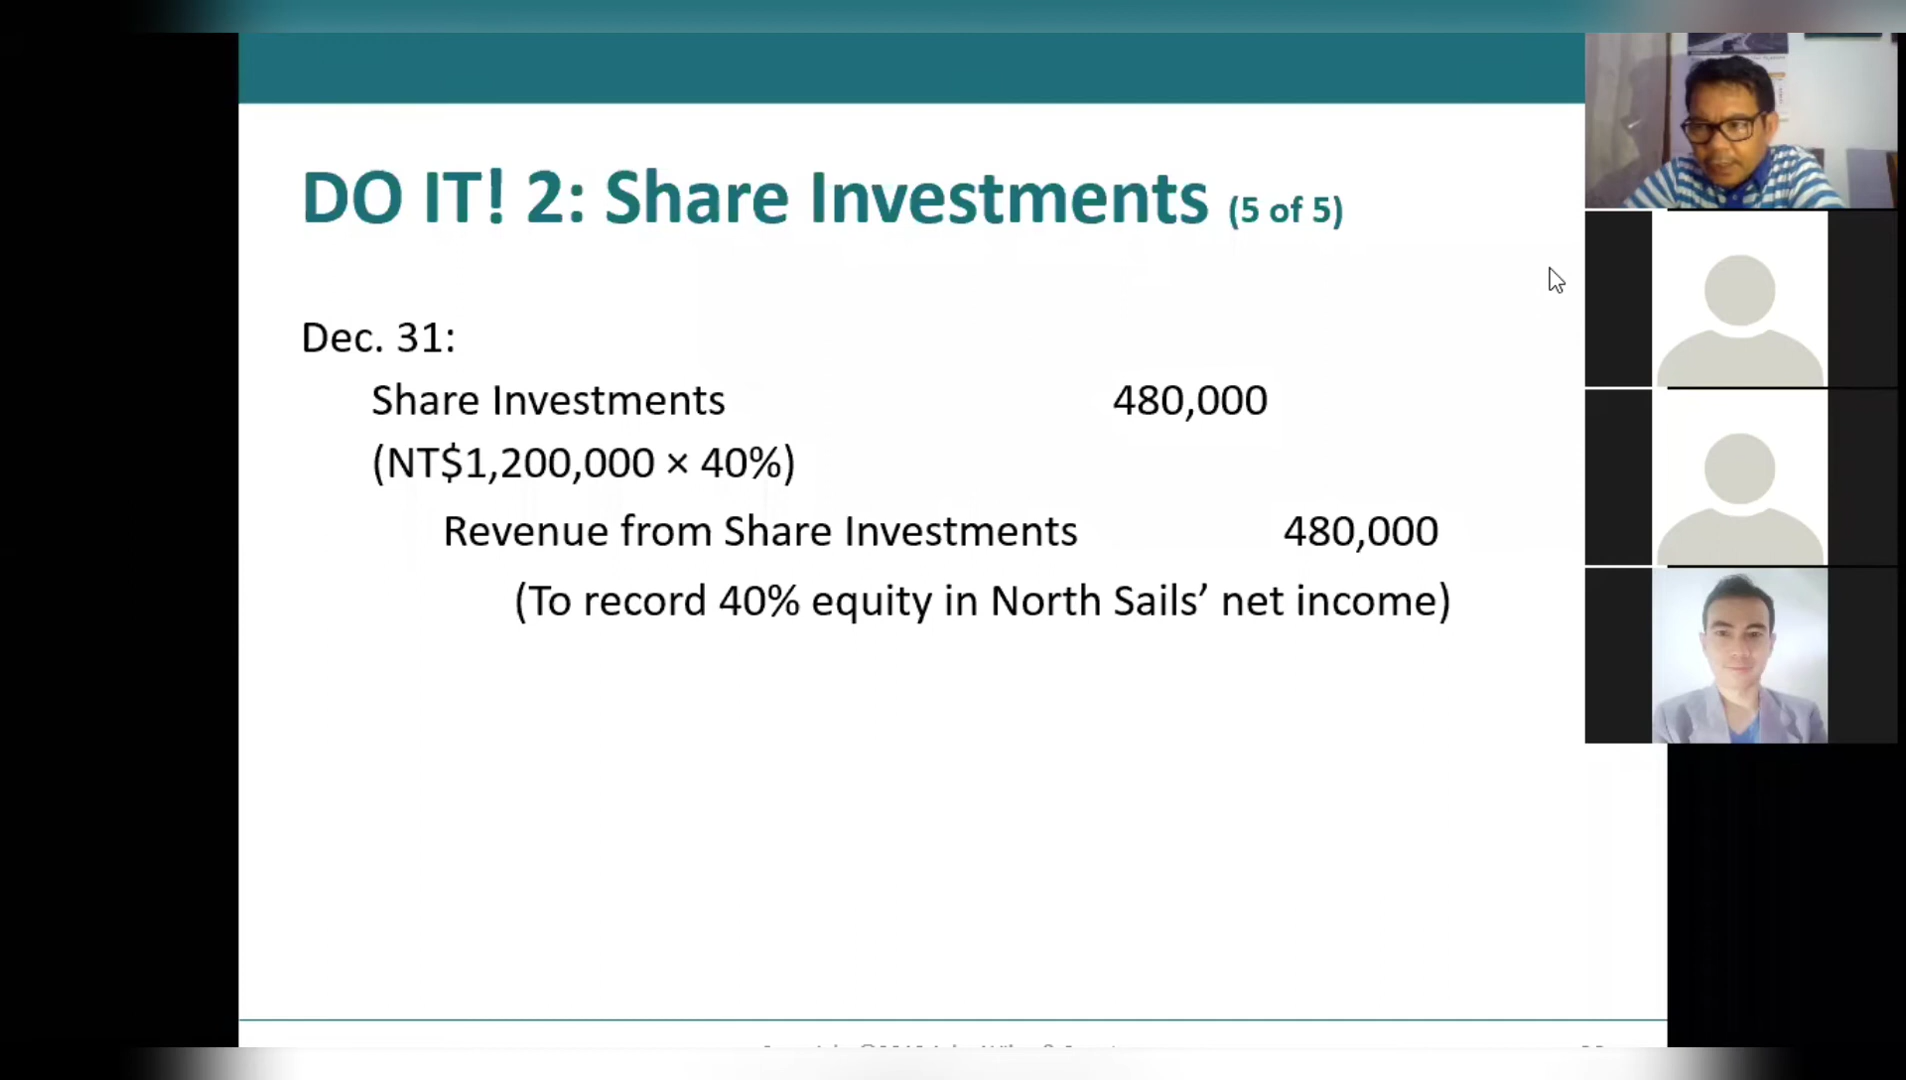 DO IT! 2: Share Investments (5 of 5)
Dec. 31:
Share Investments 480,000
(NT$1,200,000 × 40%)
Revenue from Share Investments 480,000
(To record 40% equity in North Sails’ net income)